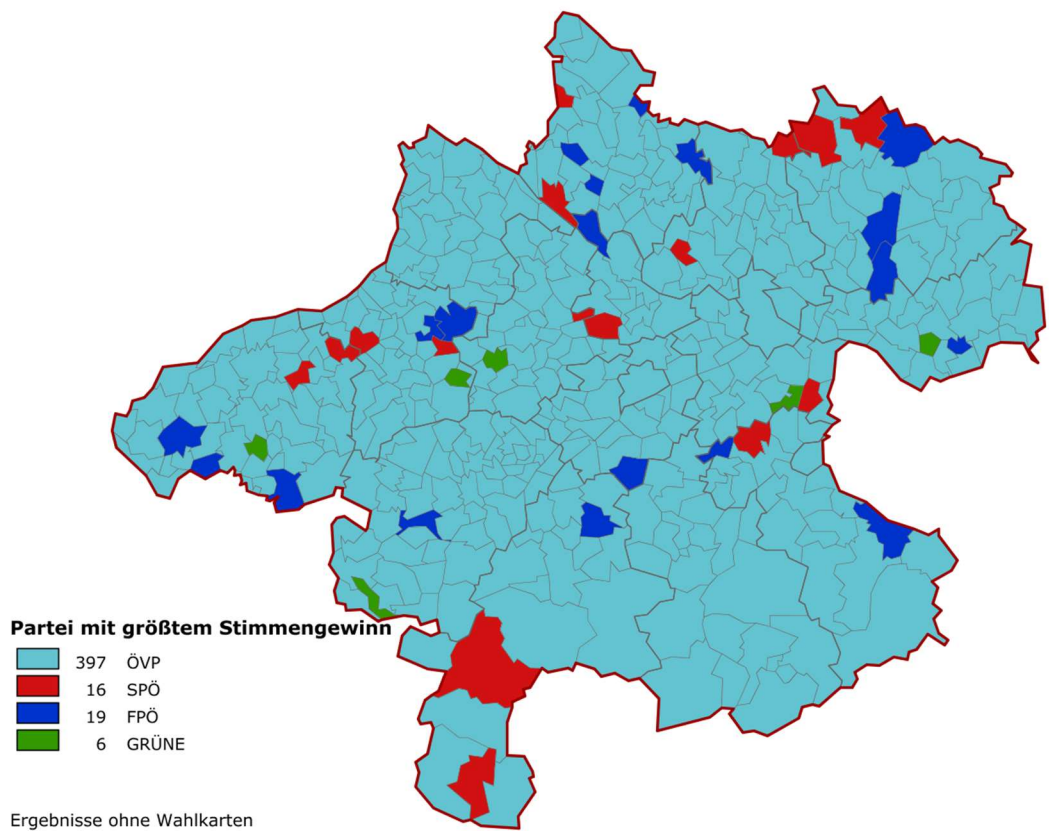 Partei mit größtem Stimmengewinn
397 ÖVP
16 SPÖ
19 FPÖ
6 GRÜNE
Ergebnisse ohne Wahlkarten